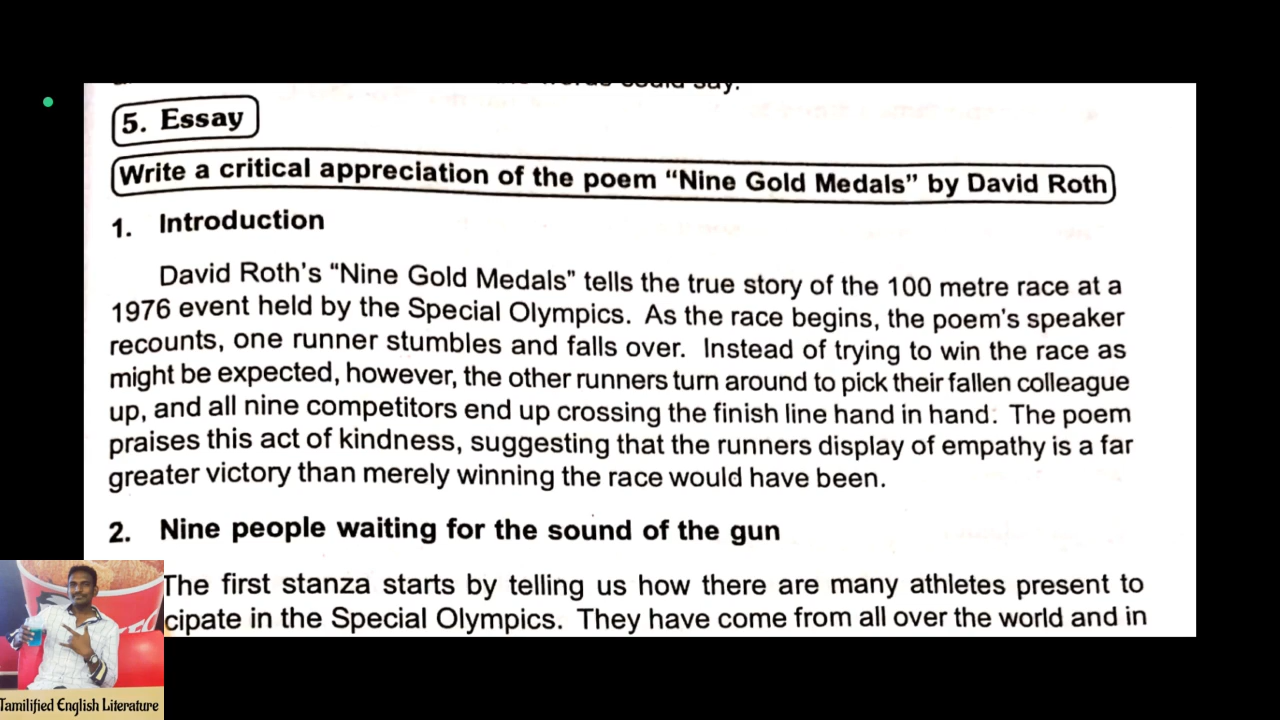 words could say.
5. Essay
Write a critical appreciation of the poem “Nine Gold Medals” by David Roth
1. Introduction
David Roth's “Nine Gold Medals” tells the true story of the 100 metre race at a
1976 event held by the Special Olympics. As the race begins, the poem's speaker
recounts, one runner stumbles and falls over. Instead of trying to win the race as
might be expected, however, the other runners turn around to pick their fallen colleague
up, and all nine competitors end up crossing the finish line hand in hand. The poem
praises this act of kindness, suggesting that the runners display of empathy is a far
greater victory than merely winning the race would have been.
2. Nine people waiting for the sound of the gun
The first stanza starts by telling us how there are many athletes present to
cipate in the Special Olympics. They have come from all over the world and in
Tamilified English Literature